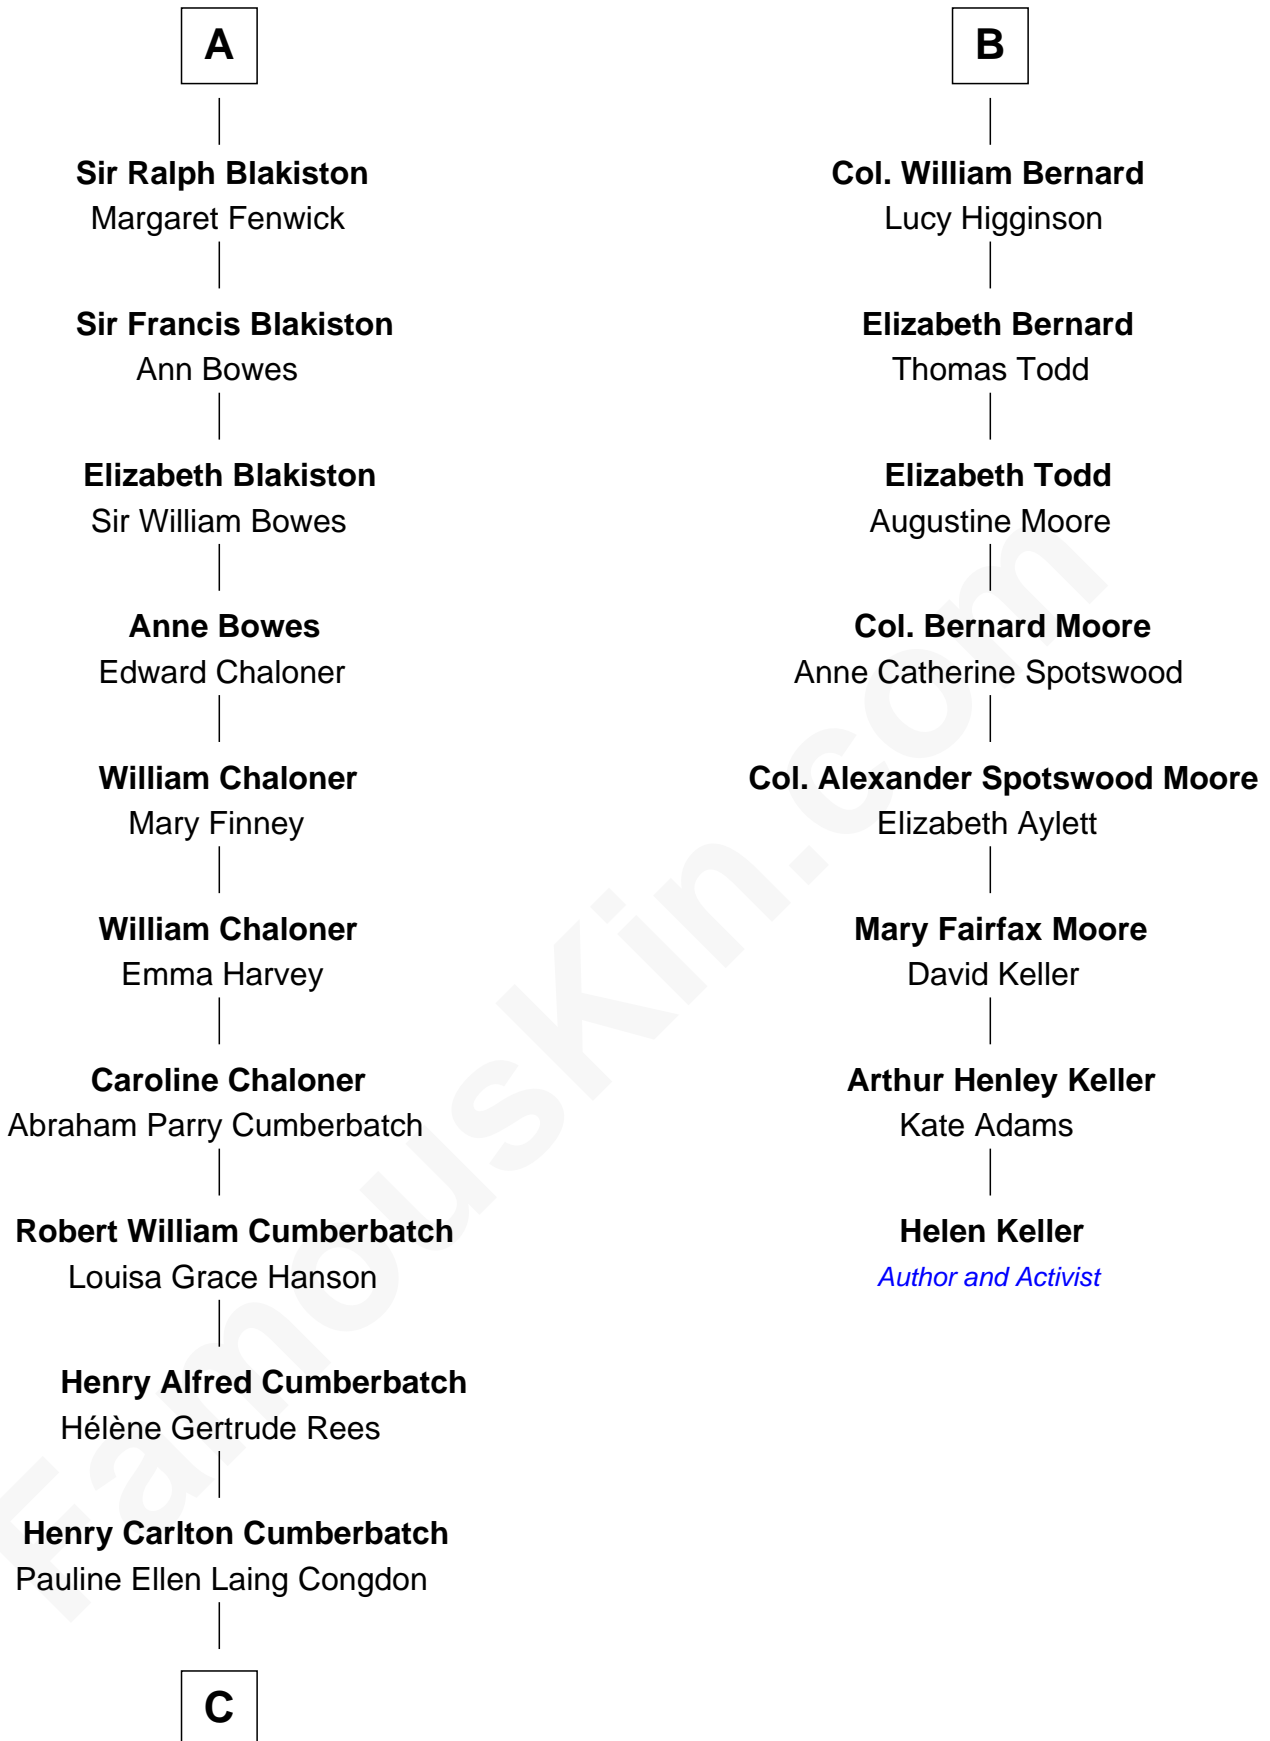 A
Sir Ralph Blakiston
Margaret Fenwick
Sir Francis Blakiston
Ann Bowes
Elizabeth Blakiston
Sir William Bowes
Anne Bowes
Edward Chaloner
William Chaloner
Mary Finney
William Chaloner
Emma Harvey
Caroline Chaloner
Abraham Parry Cumberbatch
Robert William Cumberbatch
Louisa Grace Hanson
Henry Alfred Cumberbatch
Hélène Gertrude Rees
Henry Carlton Cumberbatch
Pauline Ellen Laing Congdon
C
B
Col. William Bernard
Lucy Higginson
Elizabeth Bernard
Thomas Todd
Elizabeth Todd
Augustine Moore
Col. Bernard Moore
Anne Catherine Spotswood
Col. Alexander Spotswood Moore
Elizabeth Aylett
Mary Fairfax Moore
David Keller
Arthur Henley Keller
Kate Adams
Helen Keller
Author and Activist
FamousKin.com